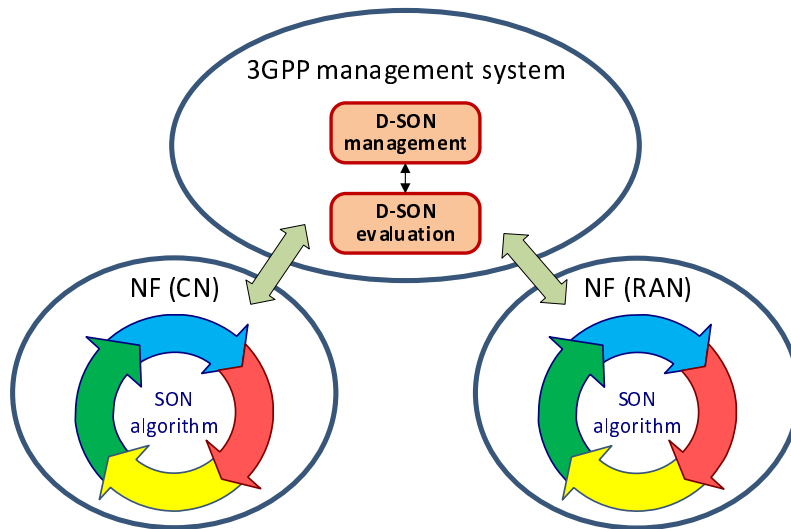 3GPP management system
D-SON
management
D-SON
evaluation
NF (CN)
SON
algorithm
NF (RAN)
SON
algorithm